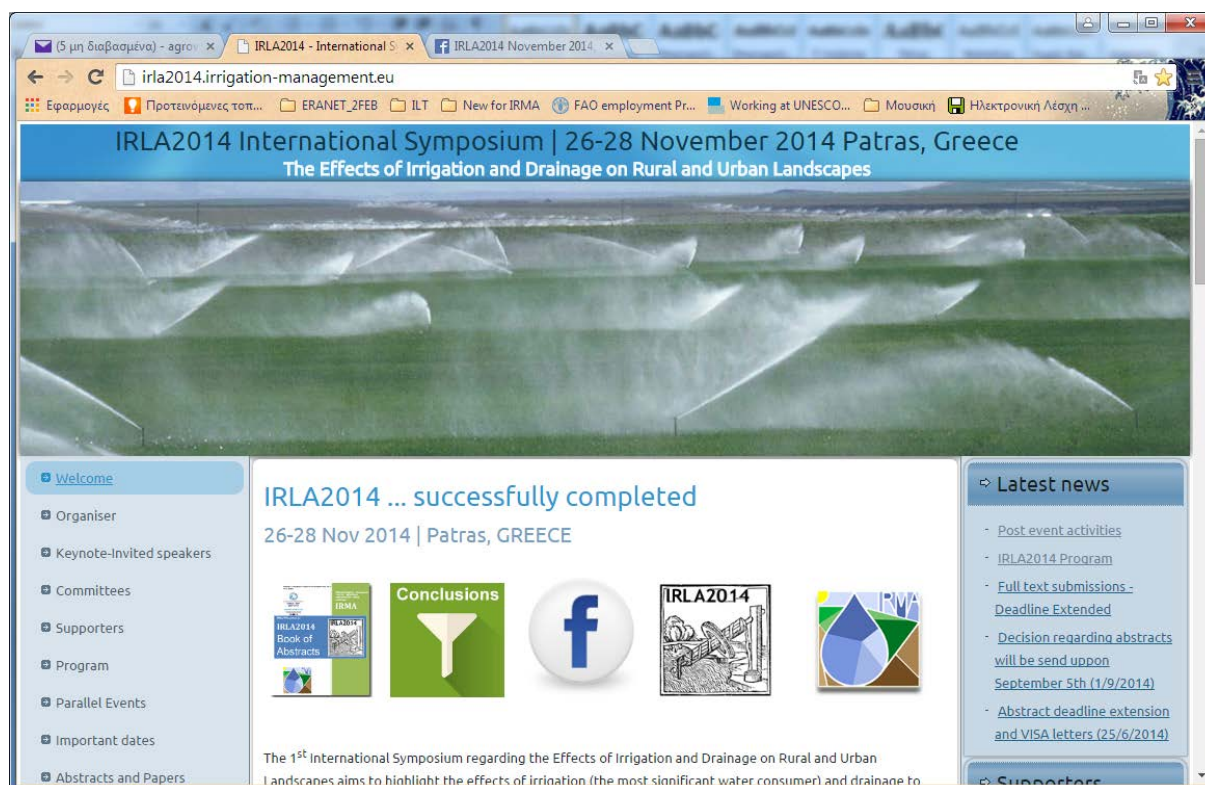 (5 μη διαβασμένα) - agrov
IRLA2014 - International S
IRLA2014 November 2014,
irla2014.irrigation-management.eu
Εφαρμογές
Προτεινόμενες τοπ...
ERANET_2FEB
ILT
New for IRMA
FAO employment Pr...
Working at UNESCO...
Μουσική
Ηλεκτρονική Λέσχη ...
IRLA2014 International Symposium | 26-28 November 2014 Patras, Greece
The Effects of Irrigation and Drainage on Rural and Urban Landscapes
Welcome
Organiser
Keynote-Invited speakers
Committees
Supporters
Program
Parallel Events
Important dates
Abstracts and Papers
IRLA2014 ... successfully completed
26-28 Nov 2014 | Patras, GREECE
IRMA
IRLA2014
Book of
Abstracts
Conclusions
f
IRLA2014
IRMA
The 1st International Symposium regarding the Effects of Irrigation and Drainage on Rural and Urban
Landscapes aims to highlight the effects of irrigation (the most significant water consumer) and drainage to
Latest news
- Post event activities
- IRLA2014 Program
- Full text submissions -
Deadline Extended
- Decision regarding abstracts
will be send uppon
September 5th (1/9/2014)
- Abstract deadline extension
and VISA letters (25/6/2014)
Supporters